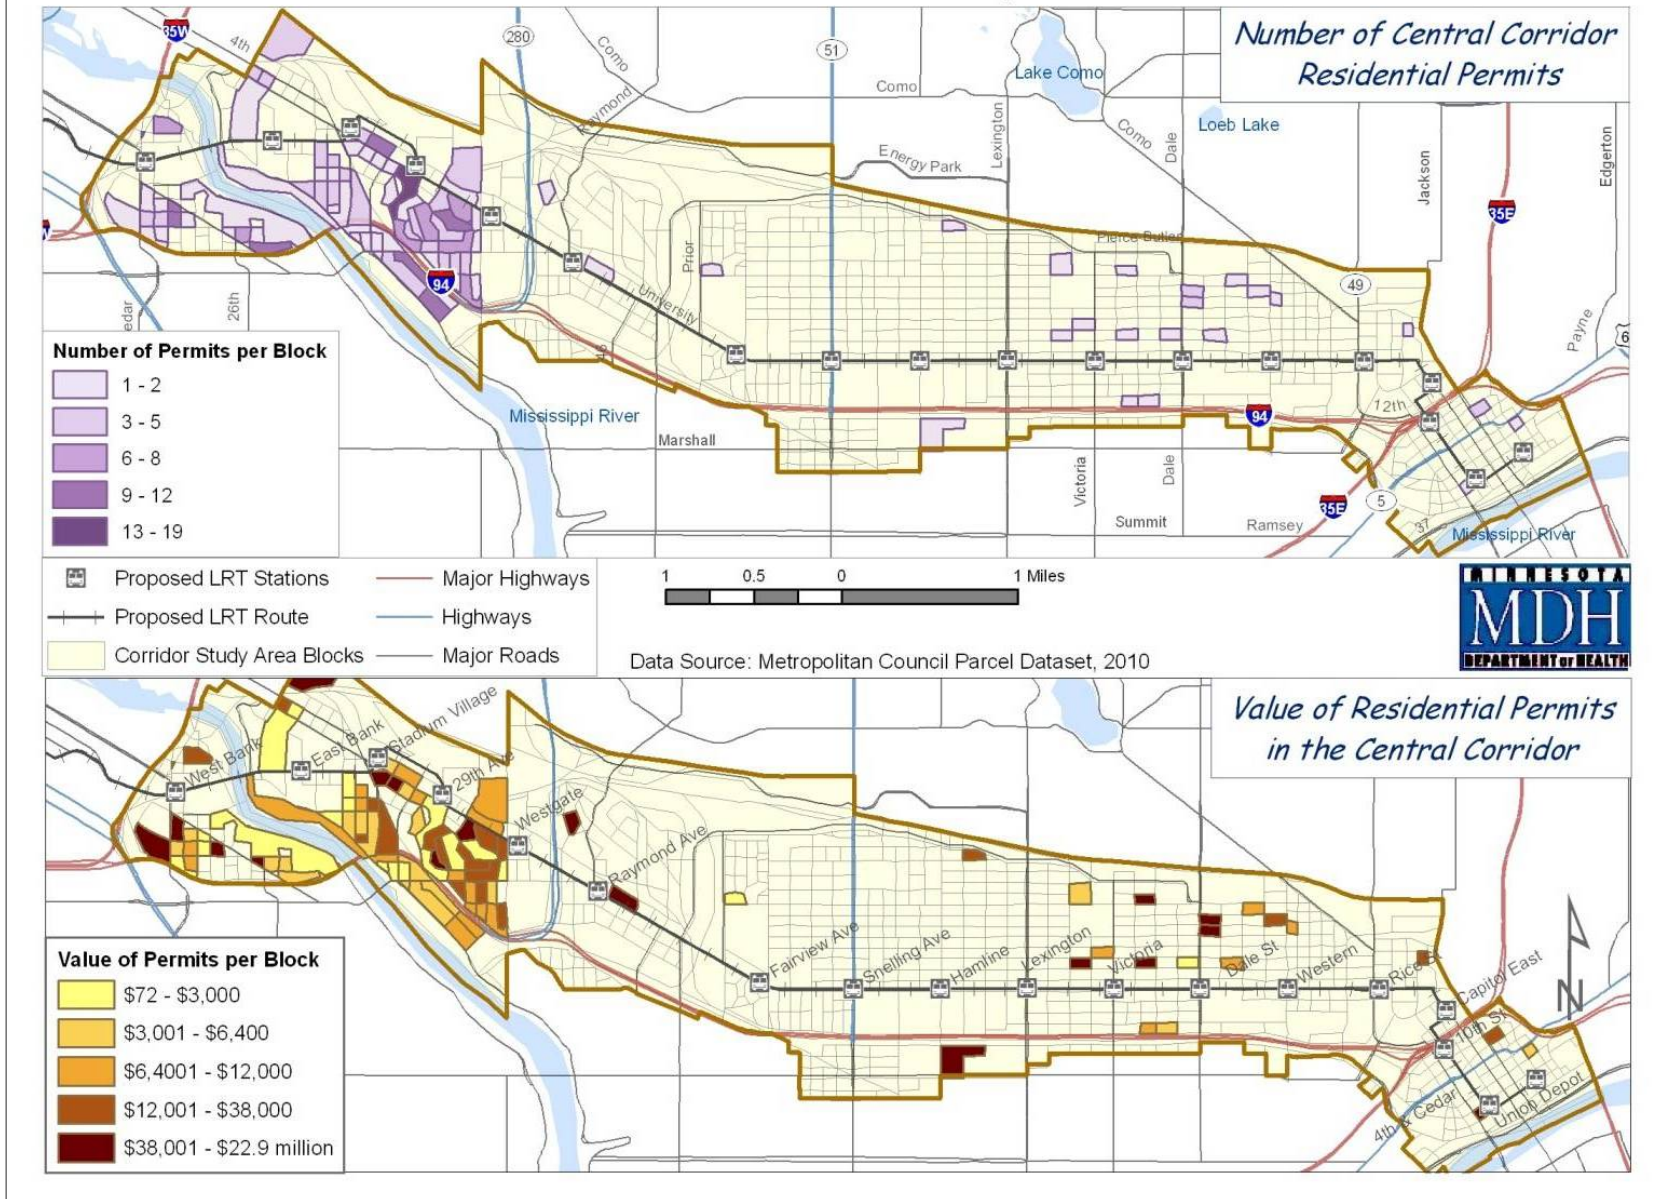 Number of Central Corridor
Residential Permits
35W
4th
280
Como
Raymond
51
Como
Lake Como
Loeb Lake
Como
Dale
Lexington
Energy Park
Jackson
35E
Edgerton
Pierce Butler
Prior
University
94
49
Payne
26th
12th
94
Mississippi River
Marshall
Victoria
Dale
Summit
Ramsey
35E
5
37
Mississippi River
Number of Permits per Block
1 - 2
3 - 5
6 - 8
9 - 12
13 - 19
Proposed LRT Stations
Major Highways
Proposed LRT Route
Highways
Corridor Study Area Blocks
Major Roads
1 0.5 0 1 Miles
Data Source: Metropolitan Council Parcel Dataset, 2010
MINNESOTA
MDH
DEPARTMENT OF HEALTH
Value of Residential Permits
in the Central Corridor
West Bank
East Bank
Stadium Village
29th Ave
Westgate
Raymond Ave
Fairview Ave
Snelling Ave
Hamline
Lexington
Victoria
Dale St
Western
Rice St
Capitol East
10th St
4th & Cedar
Union Depot
N
Value of Permits per Block
$72 - $3,000
$3,001 - $6,400
$6,4001 - $12,000
$12,001 - $38,000
$38,001 - $22.9 million